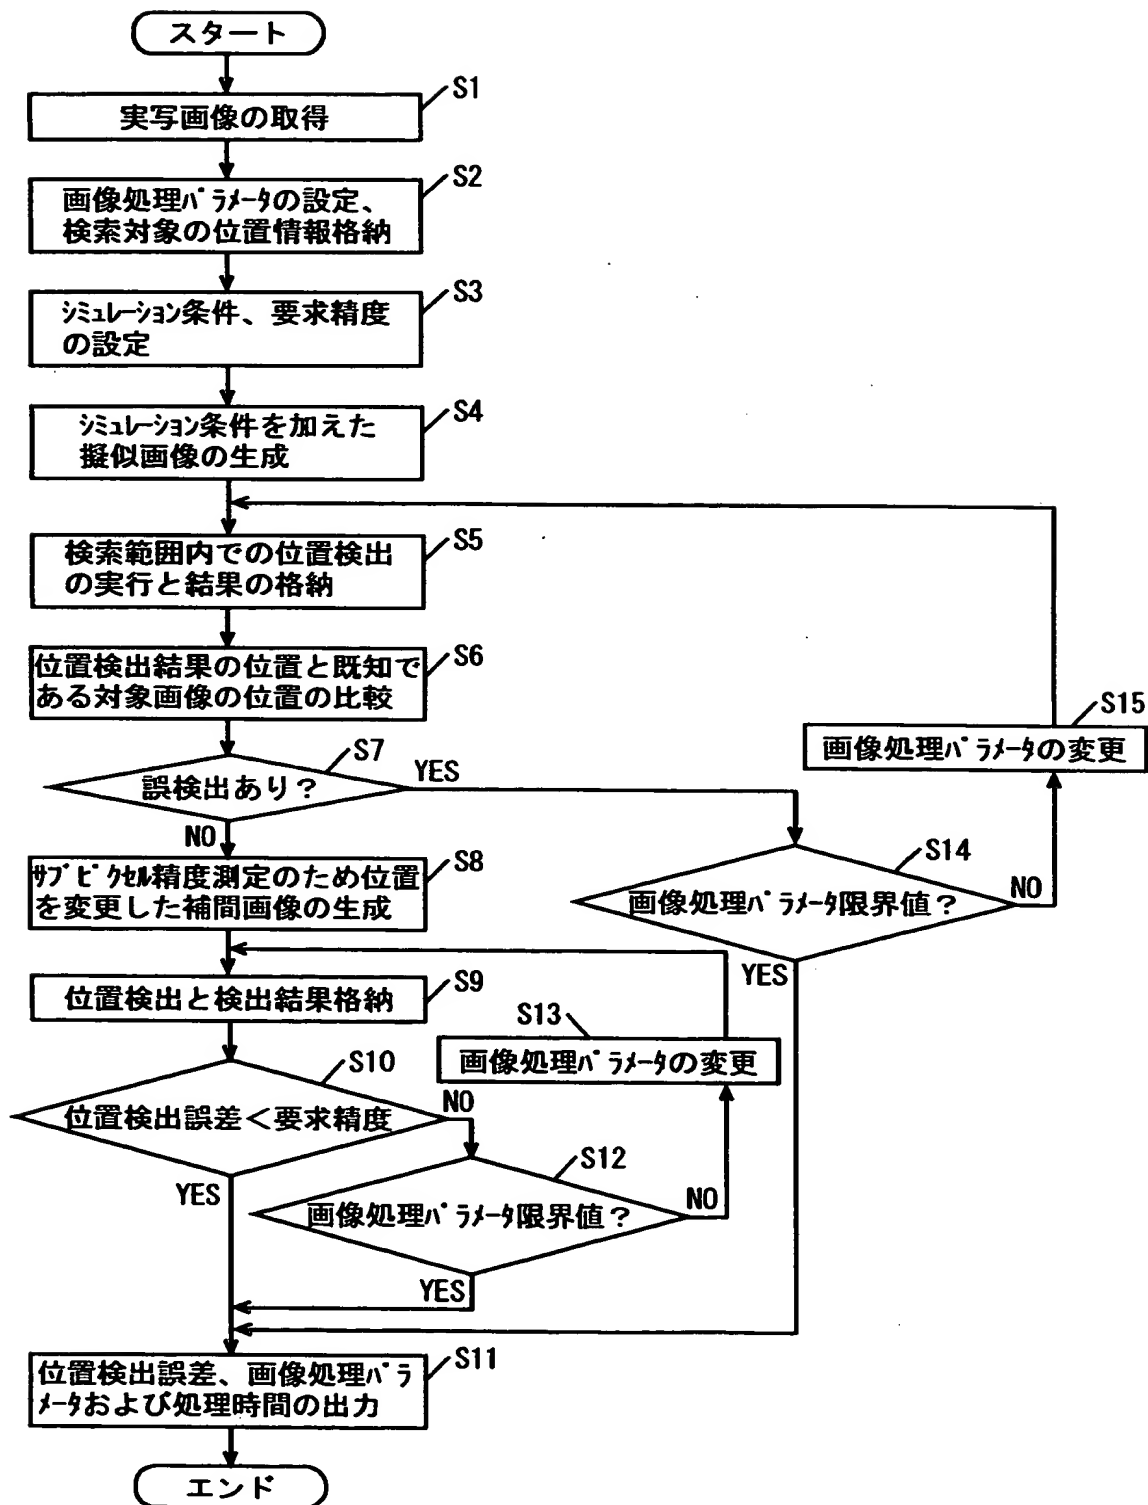 スタート
S1
実写画像の取得
S2
画像処理ﾊﾟﾗﾒｰﾀの設定、
検索対象の位置情報格納
S3
ｼﾐｭﾚｰｼｮﾝ条件、要求精度
の設定
S4
ｼﾐｭﾚｰｼｮﾝ条件を加えた
擬似画像の生成
S5
検索範囲内での位置検出
の実行と結果の格納
S6
位置検出結果の位置と既知で
ある対象画像の位置の比較
S15
画像処理ﾊﾟﾗﾒｰﾀの変更
S7
誤検出あり？
YES
NO
S8
ｻﾌﾞﾋﾟｸｾﾙ精度測定のため位置
を変更した補間画像の生成
S14
画像処理ﾊﾟﾗﾒｰﾀ限界値？
NO
YES
S9
位置検出と検出結果格納
S13
画像処理ﾊﾟﾗﾒｰﾀの変更
S10
位置検出誤差＜要求精度
NO
YES
S12
画像処理ﾊﾟﾗﾒｰﾀ限界値？
NO
YES
S11
位置検出誤差、画像処理ﾊﾟﾗ
ﾒｰﾀおよび処理時間の出力
エンド